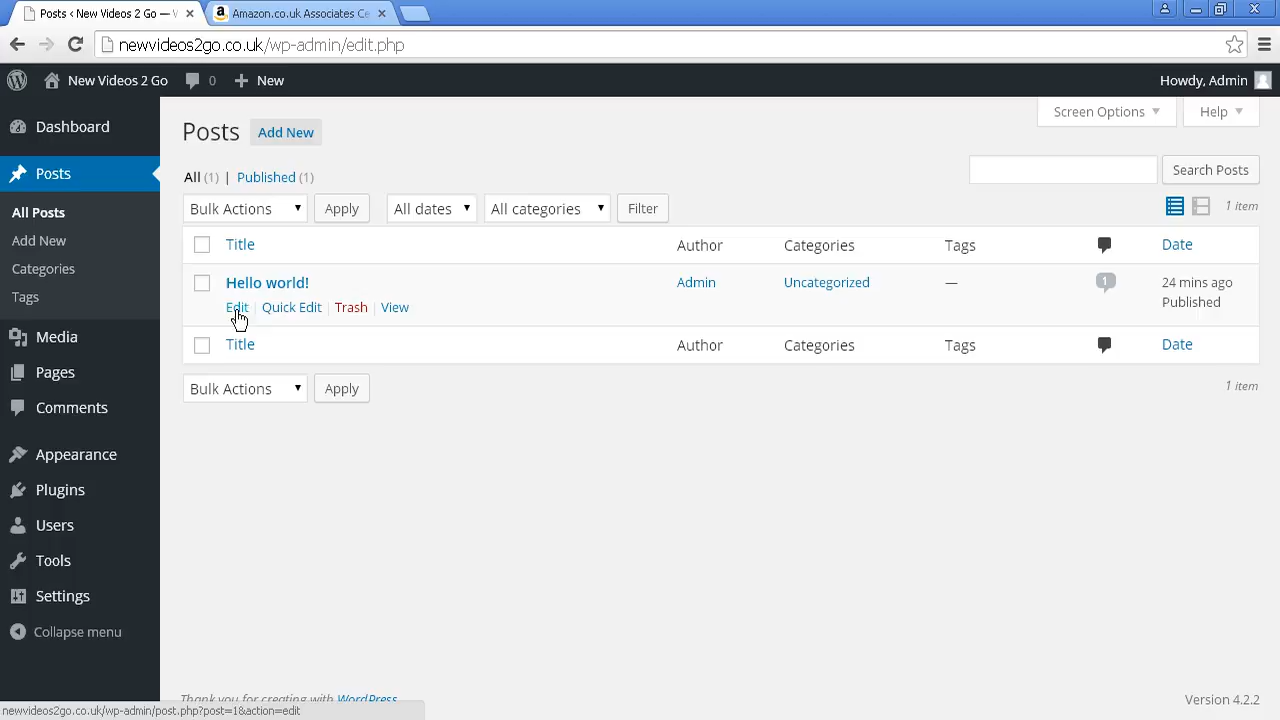 Posts ‹ New Videos 2 Go — V
Amazon.co.uk Associates Ce
newvideos2go.co.uk/wp-admin/edit.php
New Videos 2 Go 0 New Howdy, Admin
Dashboard
Posts
All Posts
Add New
Categories
Tags
Media
Pages
Comments
Appearance
Plugins
Users
Tools
Settings
Collapse menu
Screen Options Help
Posts Add New
All (1) | Published (1)
Search Posts
Bulk Actions Apply All dates All categories Filter 1 item
Title Author Categories Tags Date
Hello world! Admin Uncategorized — 1 24 mins ago
Edit | Quick Edit | Trash | View Published
Title Author Categories Tags Date
Bulk Actions Apply 1 item
Thank you for creating with WordPress Version 4.2.2
newvideos2go.co.uk/wp-admin/post.php?post=1&action=edit